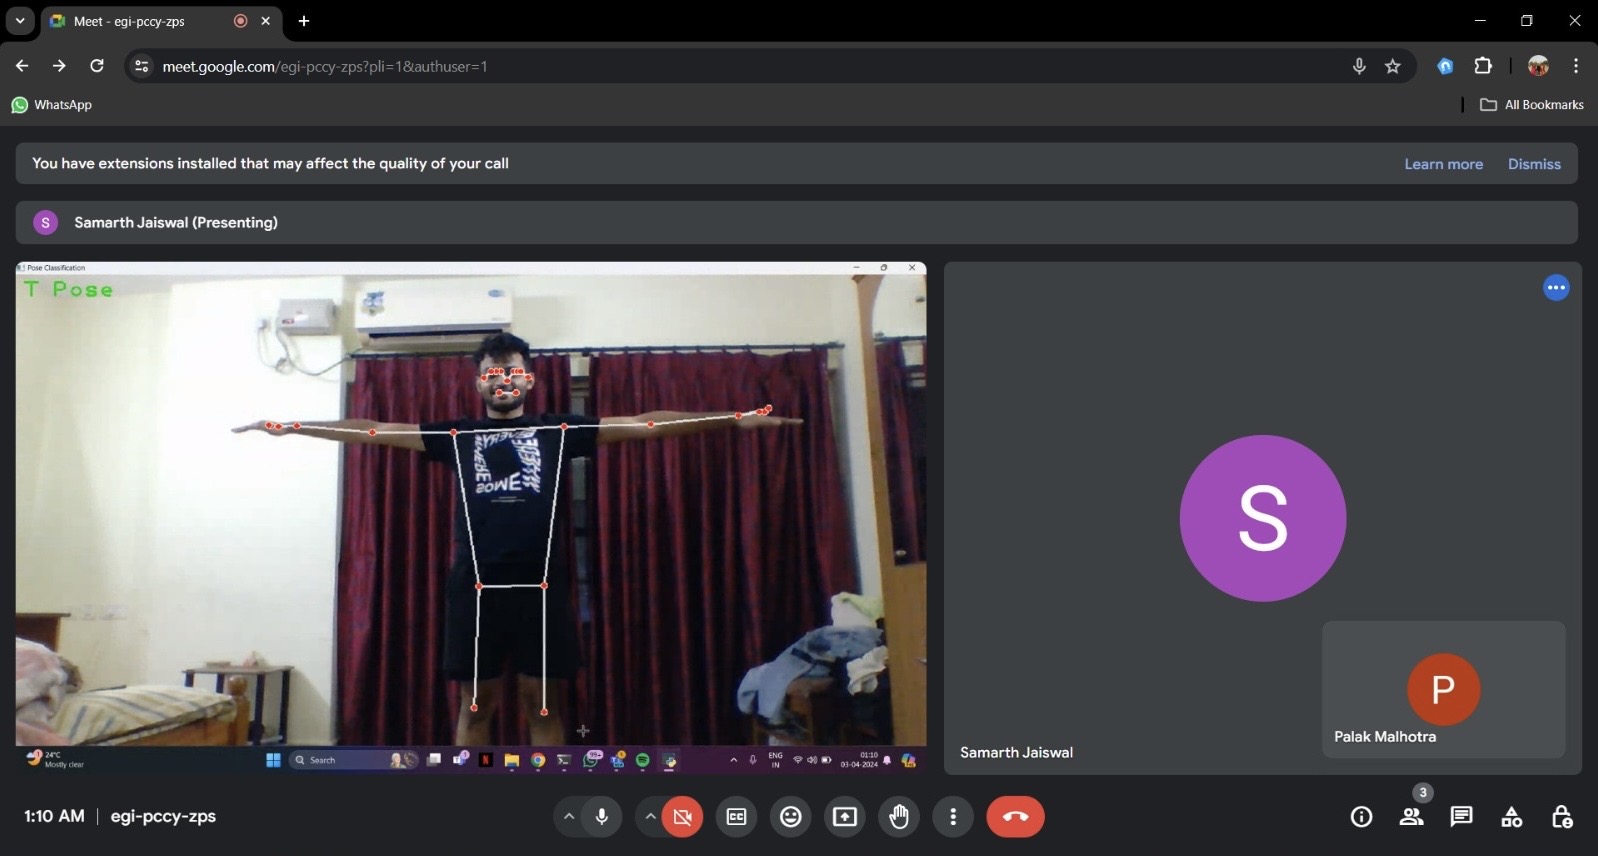 Meet - egi-pccy-zps
meet.google.com/egi-pccy-zps?pli=1&authuser=1
WhatsApp
All Bookmarks
You have extensions installed that may affect the quality of your call
Learn more
Dismiss
S
Samarth Jaiswal (Presenting)
Pose Classification
T Pose
SOME
24°C
Mostly clear
Search
99+
ENG
IN
01:10
03-04-2024
S
Samarth Jaiswal
P
Palak Malhotra
1:10 AM
egi-pccy-zps
CC
3